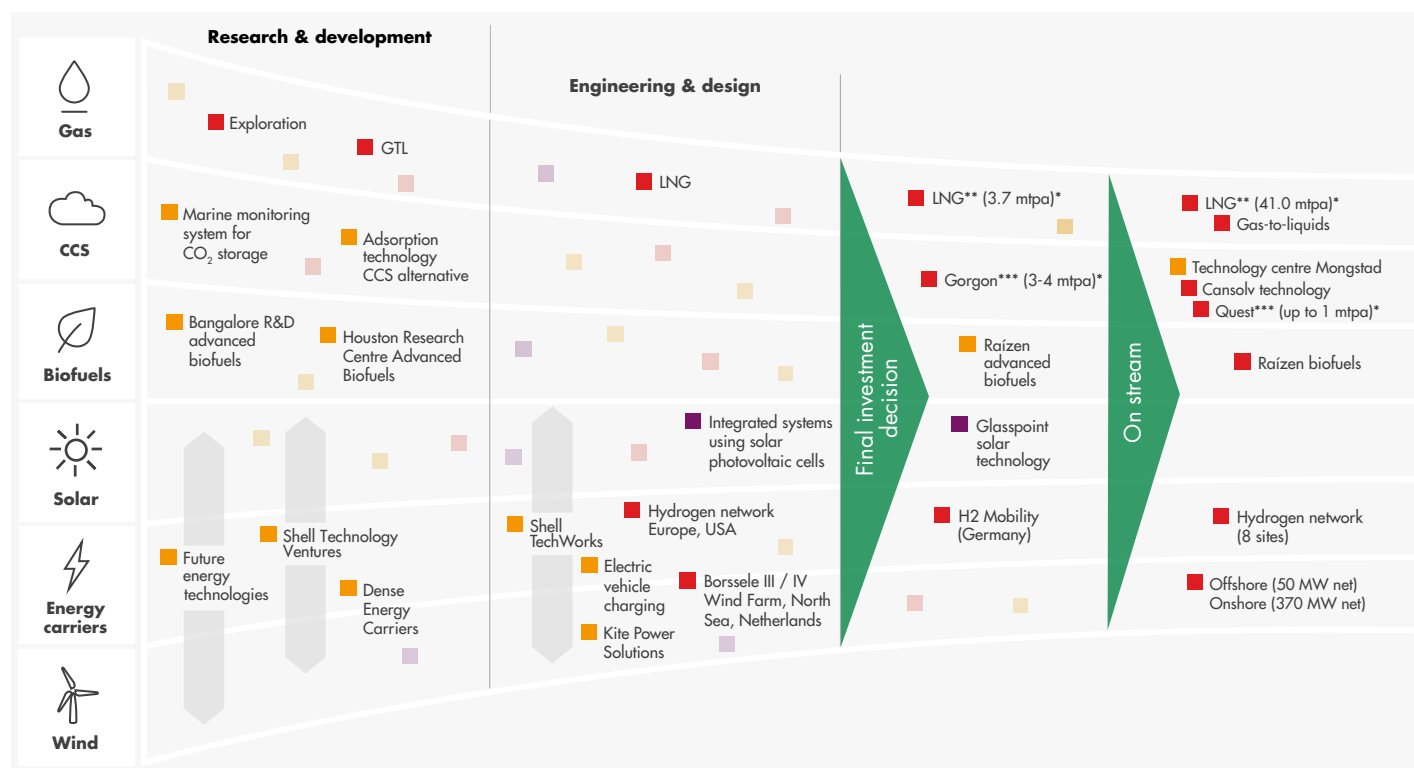 Research & development
Engineering & design
Gas
CCS
Biofuels
Solar
Energy
carriers
Wind
Exploration
GTL
Marine monitoring
system for
CO₂ storage
Adsorption
technology
CCS alternative
Bangalore R&D
advanced
biofuels
Houston Research
Centre Advanced
Biofuels
Shell Technology
Ventures
Future
energy
technologies
Dense
Energy
Carriers
LNG
Integrated systems
using solar
photovoltaic cells
Hydrogen network
Europe, USA
Shell
TechWorks
Electric
vehicle
charging
Borssele III / IV
Wind Farm, North
Sea, Netherlands
Kite Power
Solutions
Final investment
decision
LNG** (3.7 mtpa)*
Gorgon*** (3-4 mtpa)*
Raízen
advanced
biofuels
Glasspoint
solar
technology
H2 Mobility
(Germany)
On stream
LNG** (41.0 mtpa)*
Gas-to-liquids
Technology centre Mongstad
Cansolv technology
Quest*** (up to 1 mtpa)*
Raízen biofuels
Hydrogen network
(8 sites)
Offshore (50 MW net)
Onshore (370 MW net)